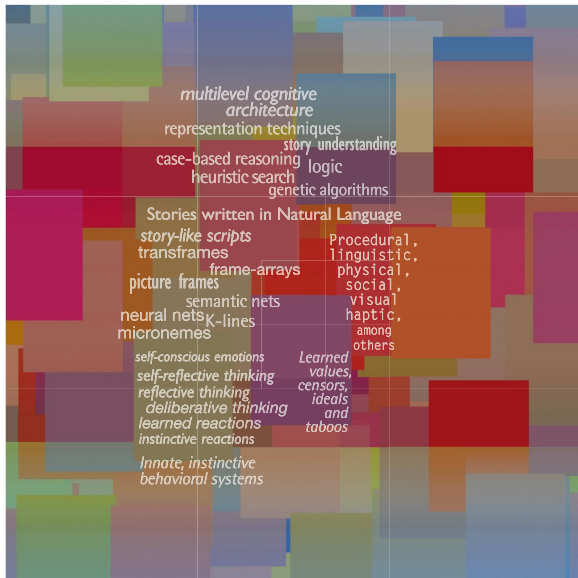 multilevel cognitive
architecture
representation techniques
story understanding
case-based reasoning
logic
heuristic search
genetic algorithms
Stories written in Natural Language
story-like scripts
transframes
frame-arrays
picture frames
semantic nets
neural nets
K-lines
micronemes
Procedural,
linguistic,
physical,
social,
visual
haptic,
among
others
self-conscious emotions
self-reflective thinking
reflective thinking
deliberative thinking
learned reactions
instinctive reactions
Learned
values,
censors,
ideals
and
taboos
Innate, instinctive
behavioral systems